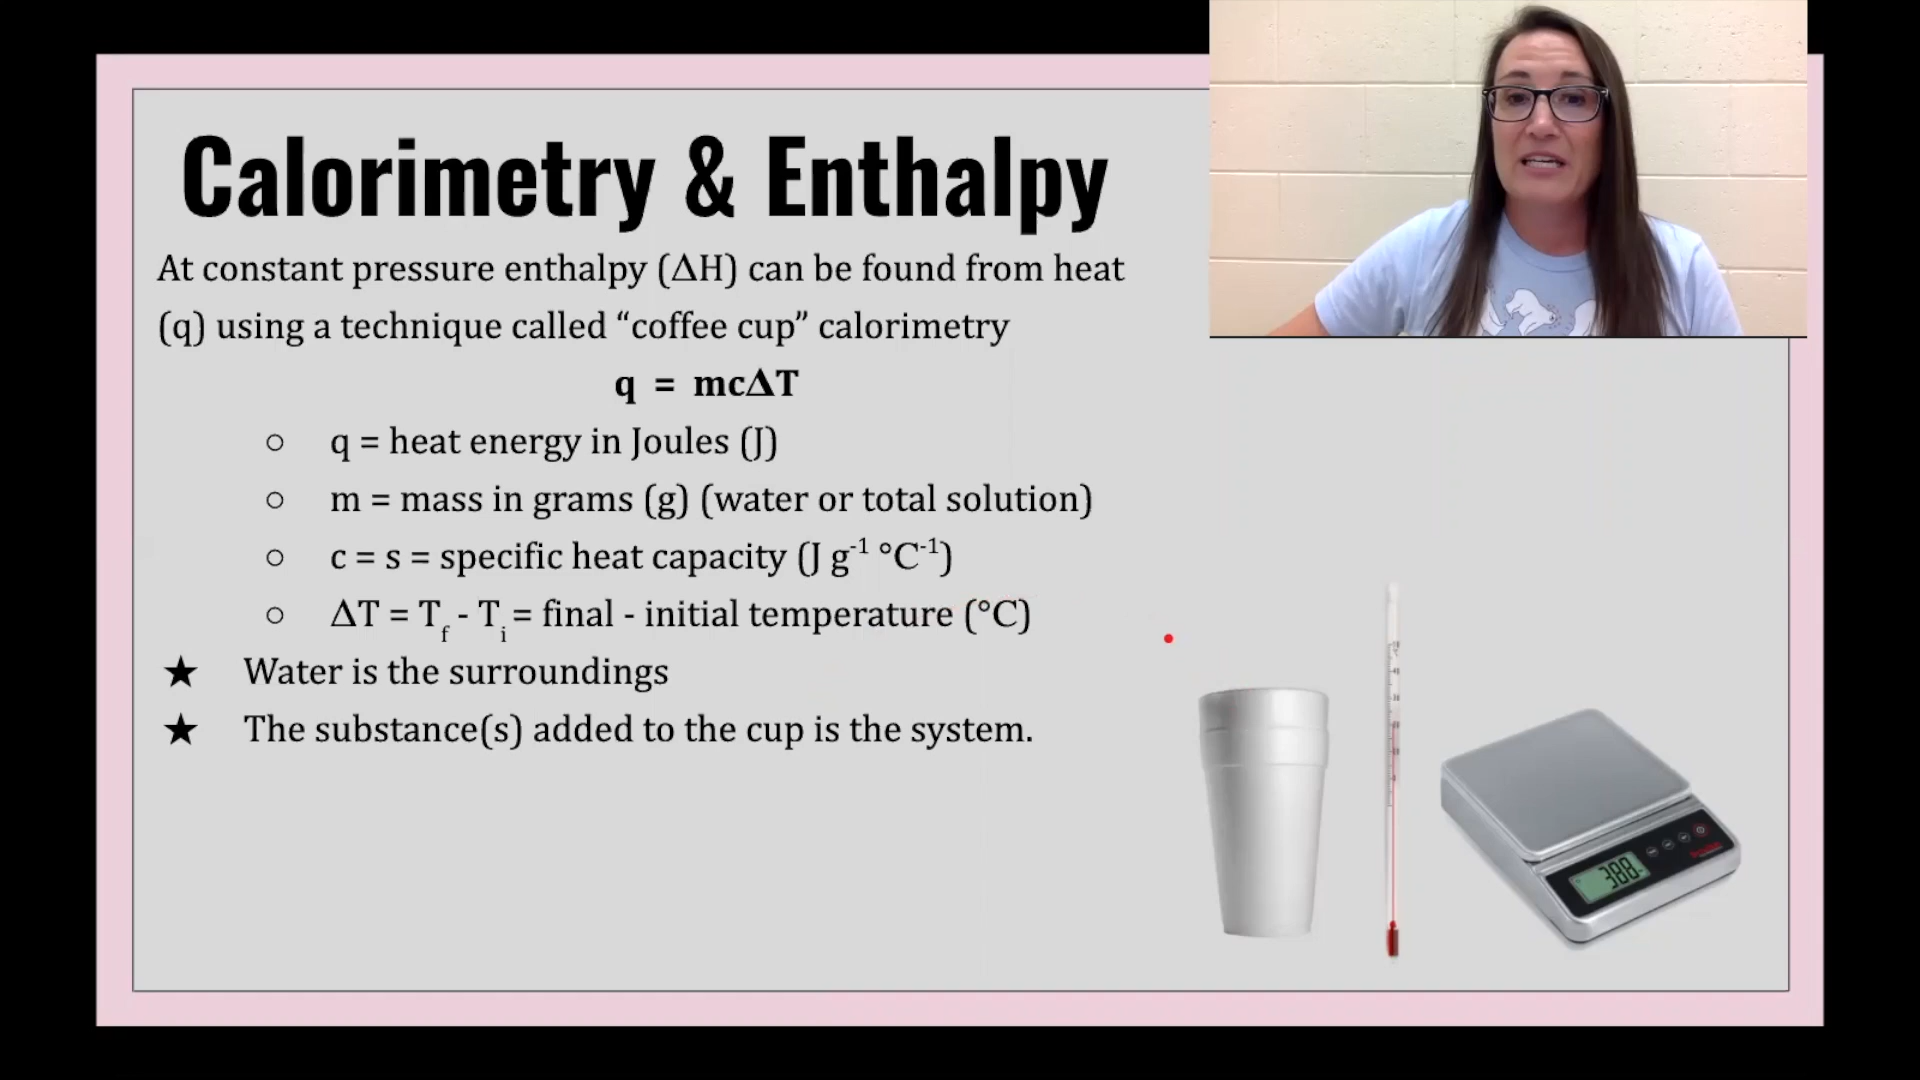 Calorimetry & Enthalpy
At constant pressure enthalpy (ΔH) can be found from heat
(q) using a technique called “coffee cup” calorimetry
q = mcΔT
○ q = heat energy in Joules (J)
○ m = mass in grams (g) (water or total solution)
○ c = s = specific heat capacity (J g⁻¹ °C⁻¹)
○ ΔT = T_f - T_i = final - initial temperature (°C)
★ Water is the surroundings
★ The substance(s) added to the cup is the system.
388